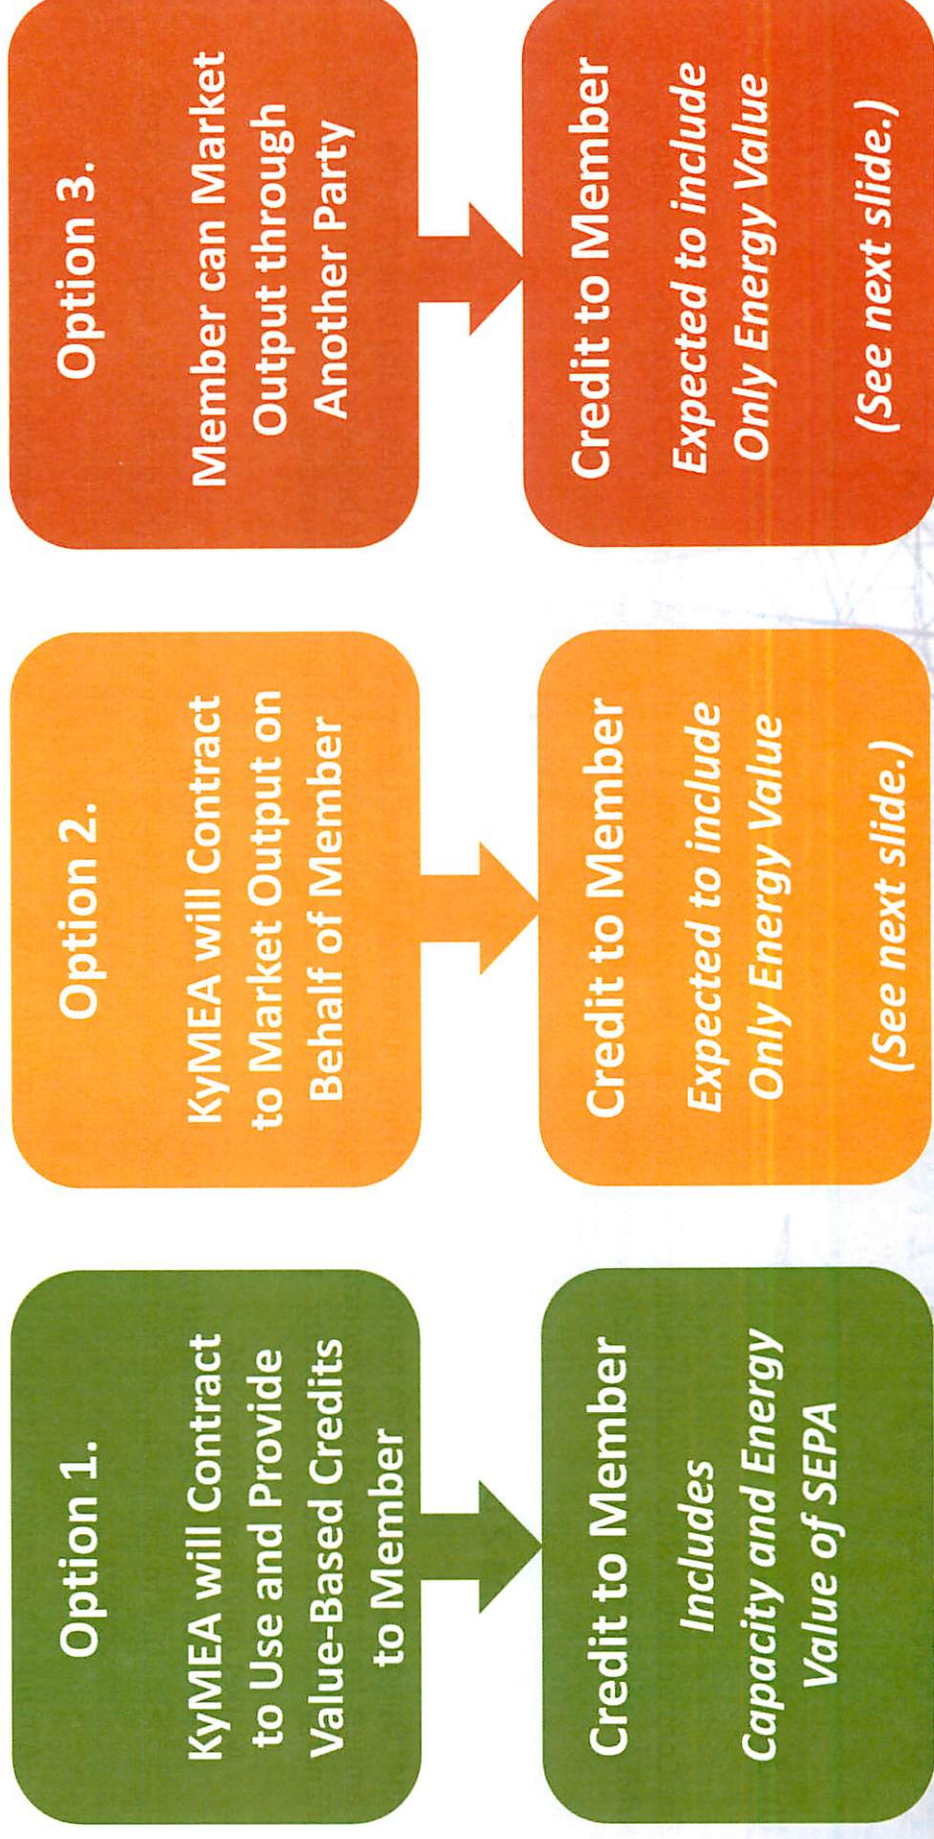 Option 1.
KyMEA will Contract
to Use and Provide
Value-Based Credits
to Member
Credit to Member
Includes
Capacity and Energy
Value of SEPA
Option 2.
KyMEA will Contract
to Market Output on
Behalf of Member
Credit to Member
Expected to include
Only Energy Value
(See next slide.)
Option 3.
Member can Market
Output through
Another Party
Credit to Member
Expected to include
Only Energy Value
(See next slide.)